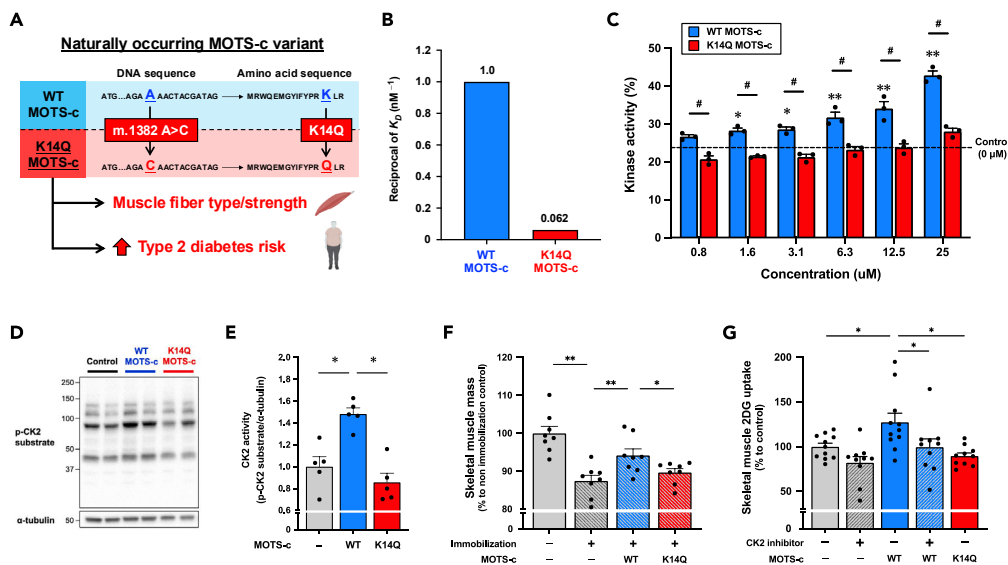 A
Naturally occurring MOTS-c variant
DNA sequence
Amino acid sequence
WT
MOTS-c
ATG...AGA A AACTACGATAG
MRWQEMGYIFYPR K LR
m.1382 A>C
K14Q
K14Q
MOTS-c
ATG...AGA C AACTACGATAG
MRWQEMGYIFYPR Q LR
Muscle fiber type/strength
Type 2 diabetes risk
B
Reciprocal of KD (nM⁻¹)
1.2
1.0
0.8
0.6
0.4
0.2
0
1.0
0.062
WT
MOTS-c
K14Q
MOTS-c
C
WT MOTS-c
K14Q MOTS-c
Kinase activity (%)
50
40
30
20
10
0
# # # # # #
* * ** ** **
Control
(0 μM)
0.8 1.6 3.1 6.3 12.5 25
Concentration (uM)
D
Control
WT
MOTS-c
K14Q
MOTS-c
p-CK2
substrate
150
100
75
50
37
α-tubulin
50
E
CK2 activity
(p-CK2 substrate/α-tubulin)
2.0
1.8
1.6
1.4
1.2
1.0
0.8
0.6
0
* *
MOTS-c – WT K14Q
F
Skeletal muscle mass
(% to non immobilization control)
120
110
100
90
80
0
** ** *
Immobilization – + + +
MOTS-c – – WT K14Q
G
Skeletal muscle 2DG uptake
(% to control)
200
150
100
50
0
* * *
CK2 inhibitor – + – + –
MOTS-c – – WT WT K14Q